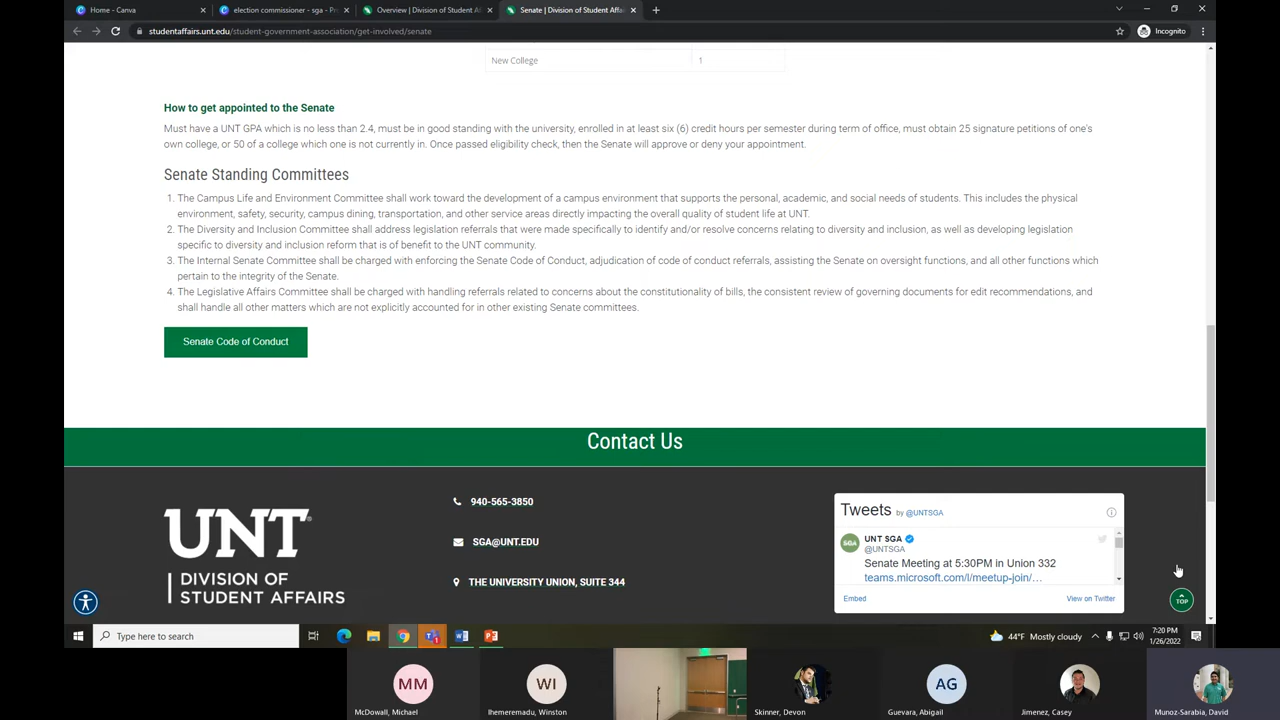 Home - Canva
election commissioner - sga - Pr
Overview | Division of Student Af
Senate | Division of Student Affai
Incognito
studentaffairs.unt.edu/student-government-association/get-involved/senate
New College 1
How to get appointed to the Senate
Must have a UNT GPA which is no less than 2.4, must be in good standing with the university, enrolled in at least six (6) credit hours per semester during term of office, must obtain 25 signature petitions of one's
own college, or 50 of a college which one is not currently in. Once passed eligibility check, then the Senate will approve or deny your appointment.
Senate Standing Committees
1. The Campus Life and Environment Committee shall work toward the development of a campus environment that supports the personal, academic, and social needs of students. This includes the physical
environment, safety, security, campus dining, transportation, and other service areas directly impacting the overall quality of student life at UNT.
2. The Diversity and Inclusion Committee shall address legislation referrals that were made specifically to identify and/or resolve concerns relating to diversity and inclusion, as well as developing legislation
specific to diversity and inclusion reform that is of benefit to the UNT community.
3. The Internal Senate Committee shall be charged with enforcing the Senate Code of Conduct, adjudication of code of conduct referrals, assisting the Senate on oversight functions, and all other functions which
pertain to the integrity of the Senate.
4. The Legislative Affairs Committee shall be charged with handling referrals related to concerns about the constitutionality of bills, the consistent review of governing documents for edit recommendations, and
shall handle all other matters which are not explicitly accounted for in other existing Senate committees.
Senate Code of Conduct
Contact Us
UNT®
DIVISION OF
STUDENT AFFAIRS
940-565-3850
SGA@UNT.EDU
THE UNIVERSITY UNION, SUITE 344
Tweets by @UNTSGA
SGA
UNT SGA
@UNTSGA
Senate Meeting at 5:30PM in Union 332
teams.microsoft.com/l/meetup-join/…
Embed
View on Twitter
TOP
Type here to search
44°F Mostly cloudy
7:20 PM
1/26/2022
MM
McDowall, Michael
WI
Ihemeremadu, Winston
Skinner, Devon
AG
Guevara, Abigail
Jimenez, Casey
Munoz-Sarabia, David